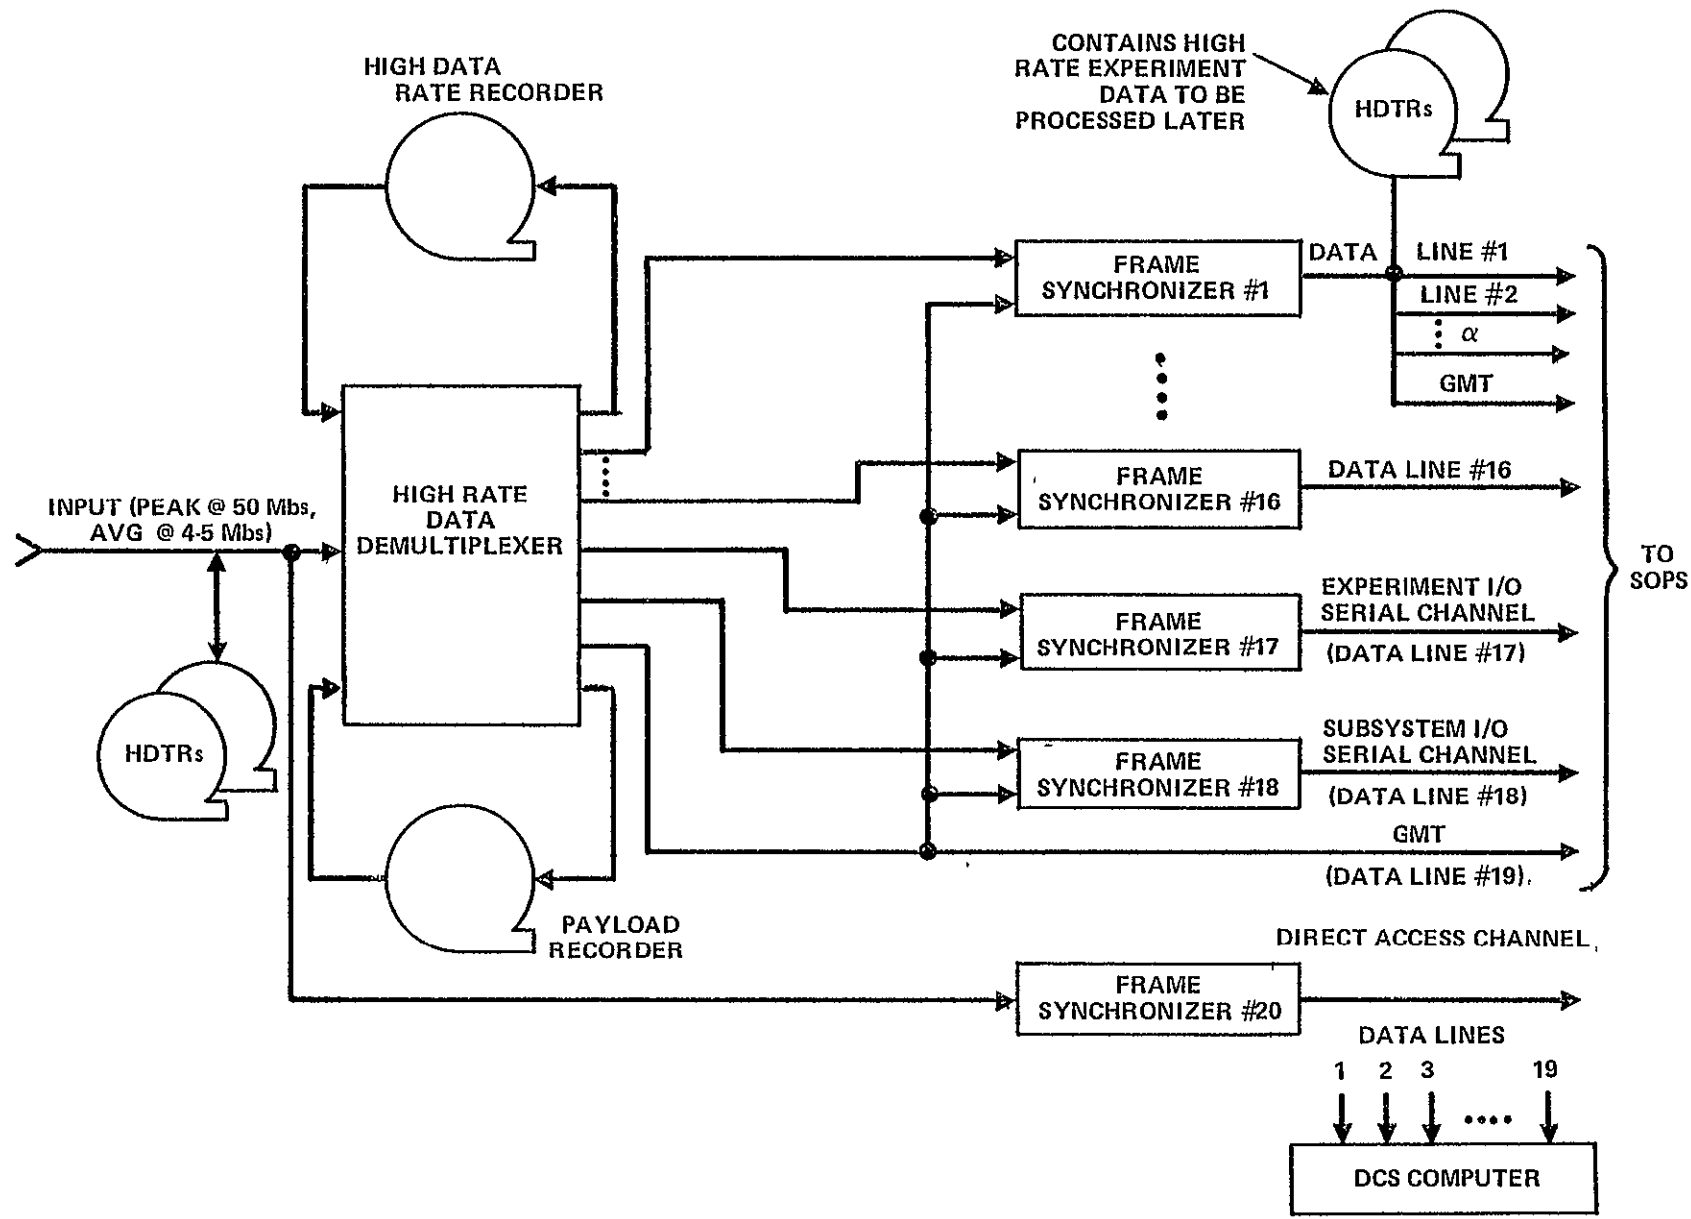 HIGH DATA
RATE RECORDER
CONTAINS HIGH
RATE EXPERIMENT
DATA TO BE
PROCESSED LATER
HDTRs
FRAME
SYNCHRONIZER #1
DATA
LINE #1
LINE #2
α
GMT
INPUT (PEAK @ 50 Mbs,
AVG @ 4-5 Mbs)
HIGH RATE
DATA
DEMULTIPLEXER
FRAME
SYNCHRONIZER #16
DATA LINE #16
FRAME
SYNCHRONIZER #17
EXPERIMENT I/O
SERIAL CHANNEL
(DATA LINE #17)
TO
SOPS
HDTRs
FRAME
SYNCHRONIZER #18
SUBSYSTEM I/O
SERIAL CHANNEL
(DATA LINE #18)
GMT
(DATA LINE #19)
PAYLOAD
RECORDER
DIRECT ACCESS CHANNEL
FRAME
SYNCHRONIZER #20
DATA LINES
1 2 3 •••• 19
DCS COMPUTER